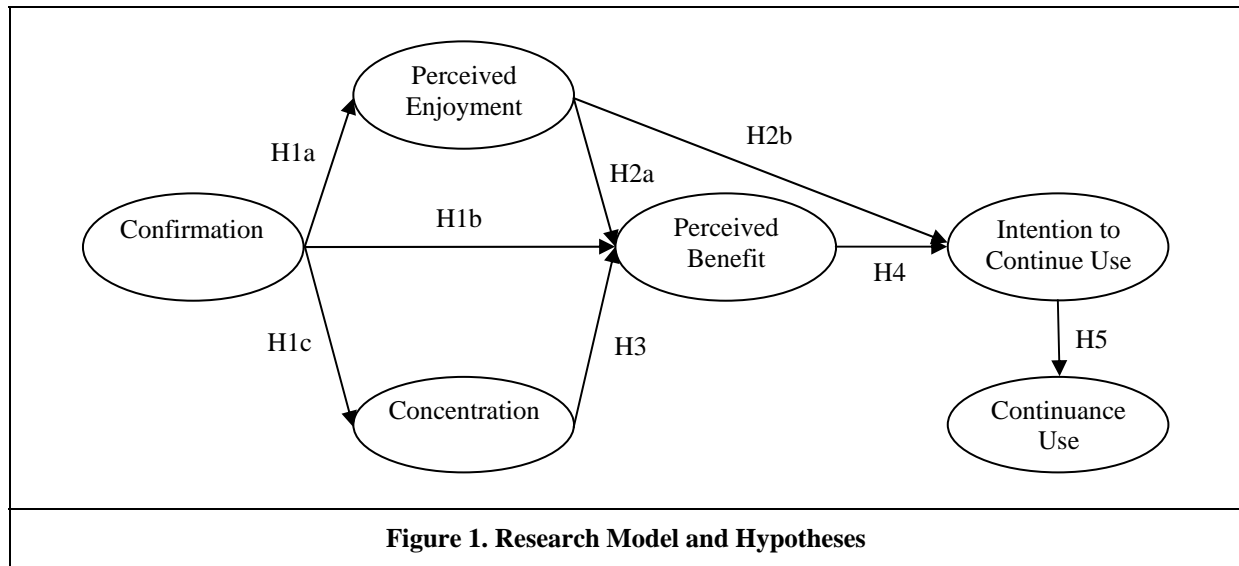 Perceived
Enjoyment
H2b
H1a
H2a
H1b
Confirmation
Perceived
Benefit
Intention to
Continue Use
H4
H1c
H3
H5
Concentration
Continuance
Use
Figure 1. Research Model and Hypotheses